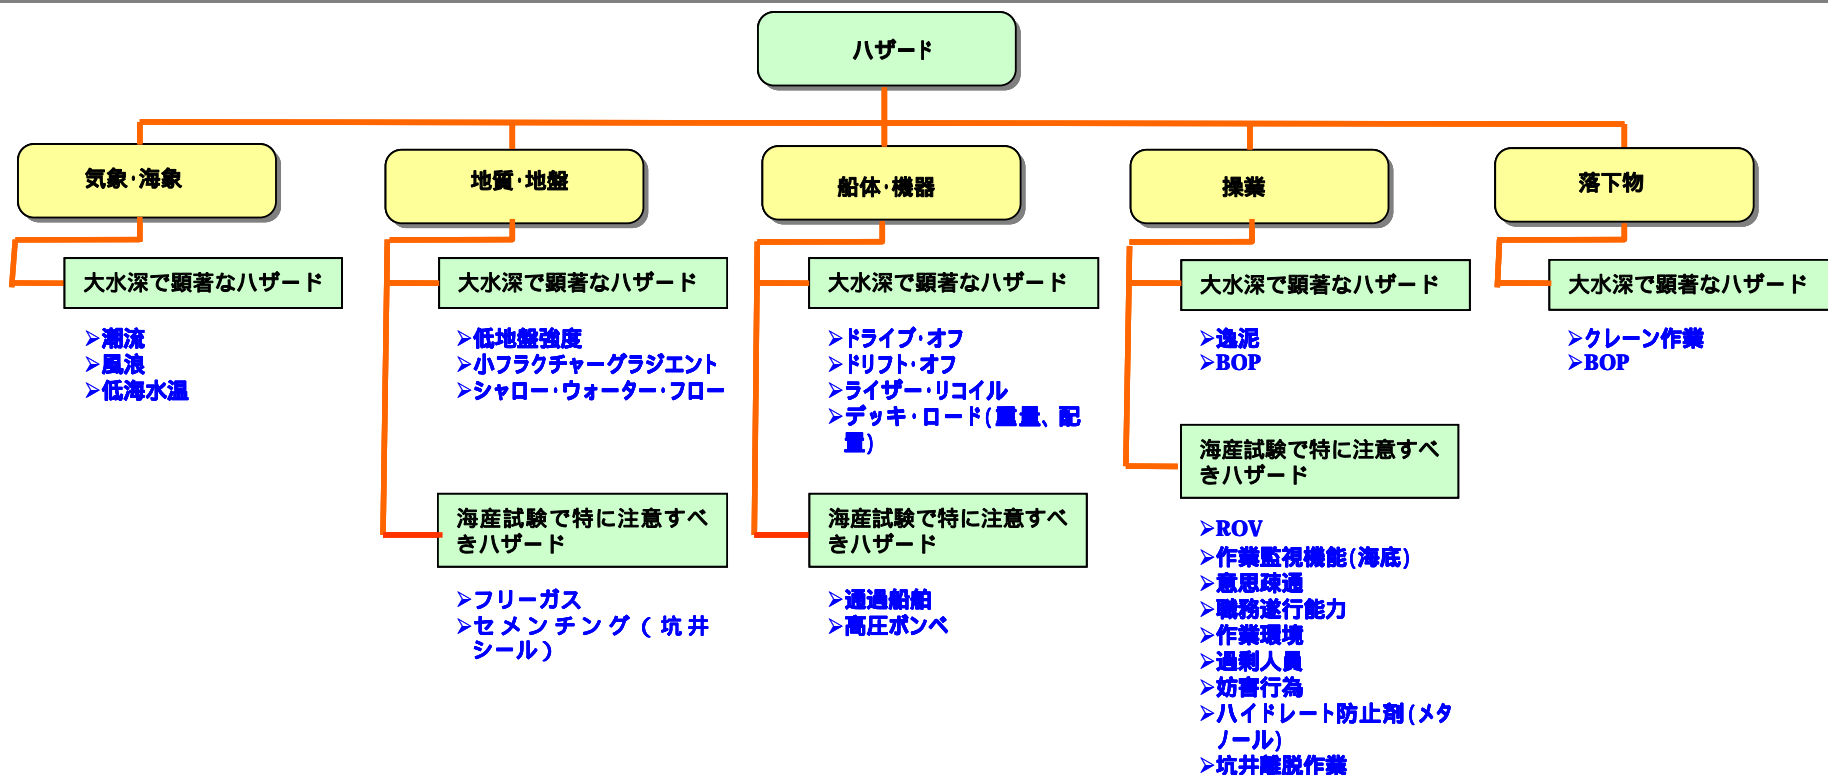 ハザード
気象・海象
大水深で顕著なハザード
➢潮流
➢風浪
➢低海水温
地質・地盤
大水深で顕著なハザード
➢低地盤強度
➢小フラクチャーグラジエント
➢シャロー・ウォーター・フロー
海産試験で特に注意すべ
きハザード
➢フリーガス
➢セメンチング（坑井
シール）
船体・機器
大水深で顕著なハザード
➢ドライブ・オフ
➢ドリフト・オフ
➢ライザー・リコイル
➢デッキ・ロード(重量、配
置)
海産試験で特に注意すべ
きハザード
➢通過船舶
➢高圧ボンベ
操業
大水深で顕著なハザード
➢逸泥
➢BOP
海産試験で特に注意すべ
きハザード
➢ROV
➢作業監視機能(海底)
➢意思疎通
➢職務遂行能力
➢作業環境
➢過剰人員
➢妨害行為
➢ハイドレート防止剤(メタ
ノール)
➢坑井離脱作業
落下物
大水深で顕著なハザード
➢クレーン作業
➢BOP